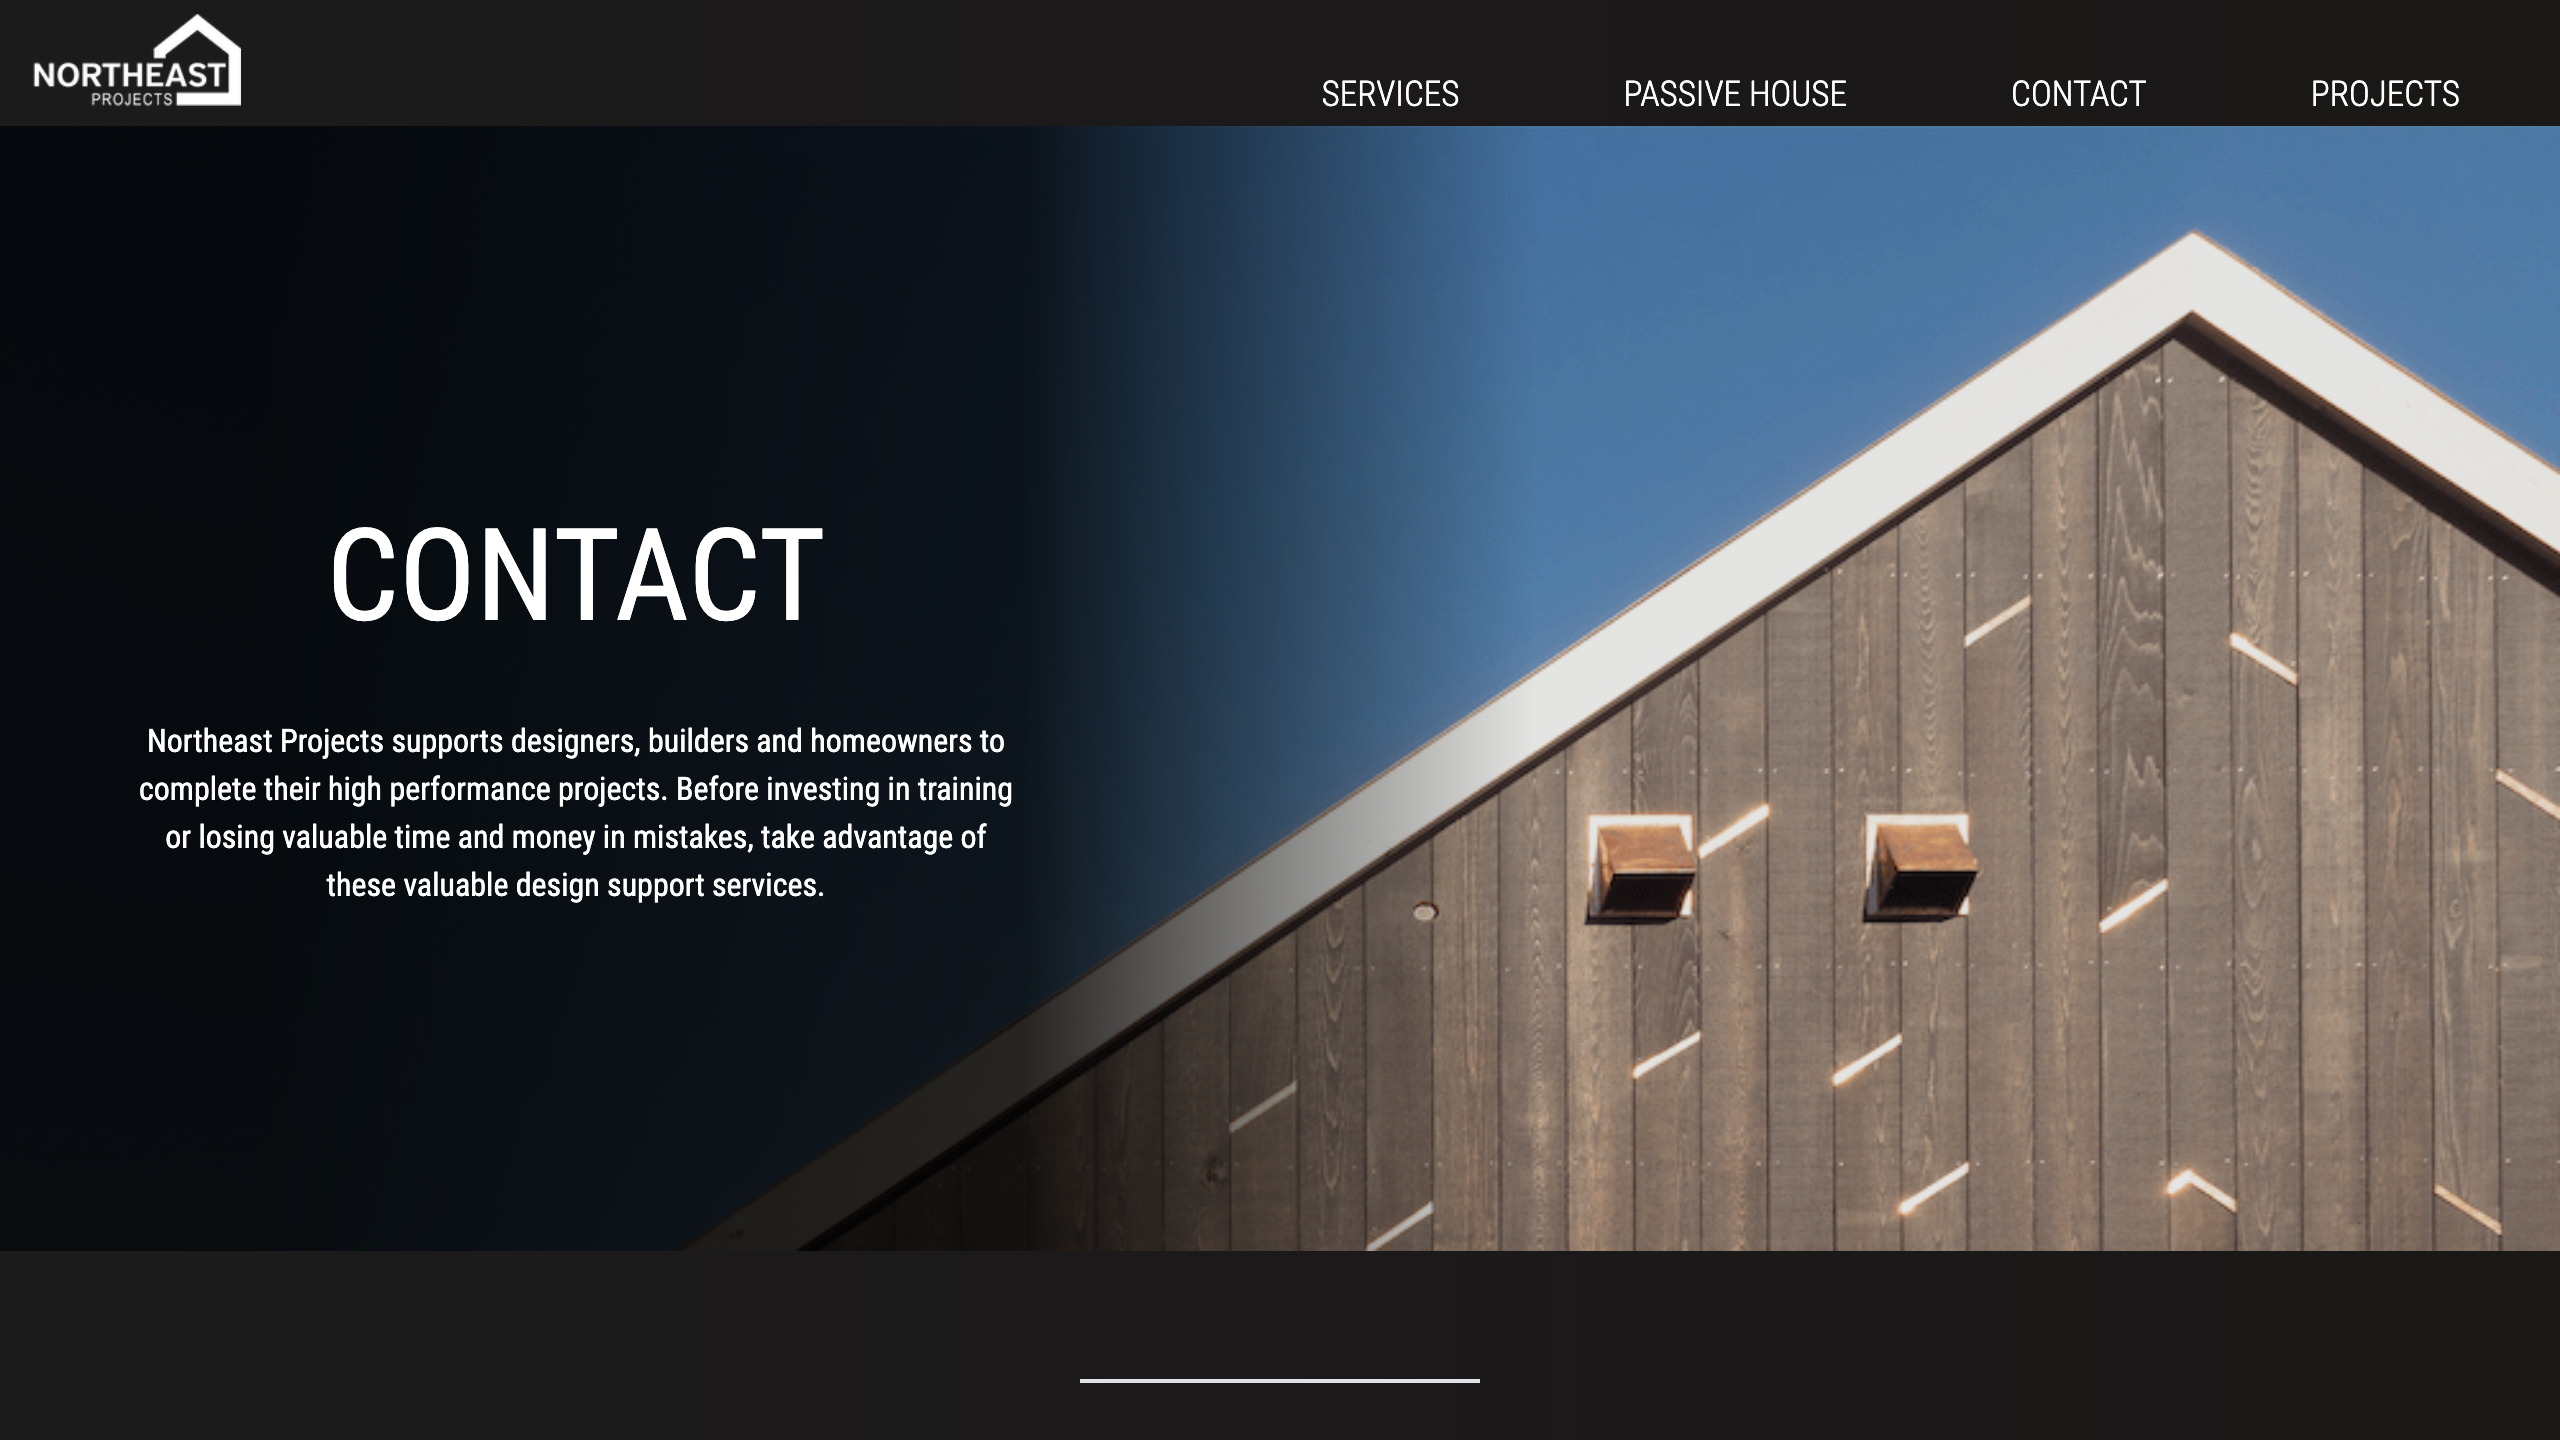 NORTHEAST
PROJECTS
SERVICES
PASSIVE HOUSE
CONTACT
PROJECTS
CONTACT
Northeast Projects supports designers, builders and homeowners to
complete their high performance projects. Before investing in training
or losing valuable time and money in mistakes, take advantage of
these valuable design support services.